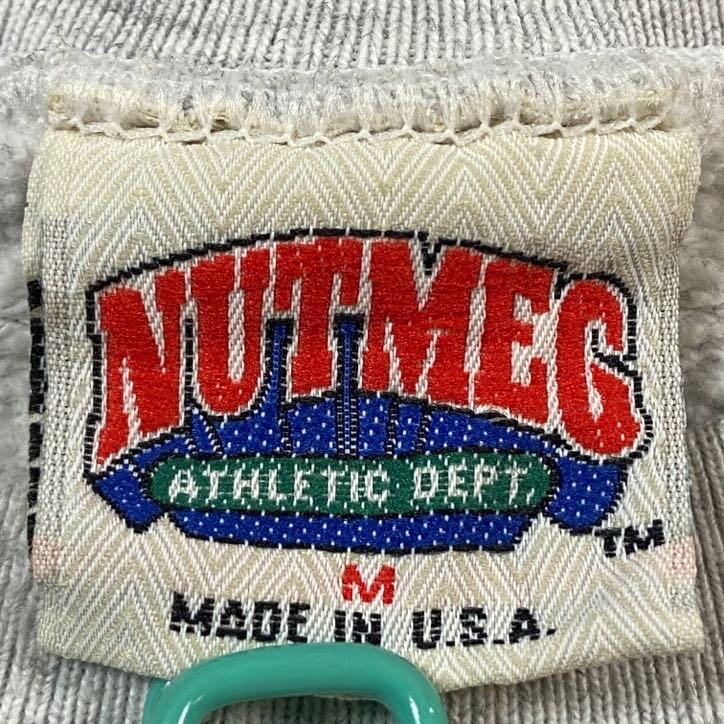 NUTMEG
ATHLETIC DEPT.
TM
M
MADE IN U.S.A.